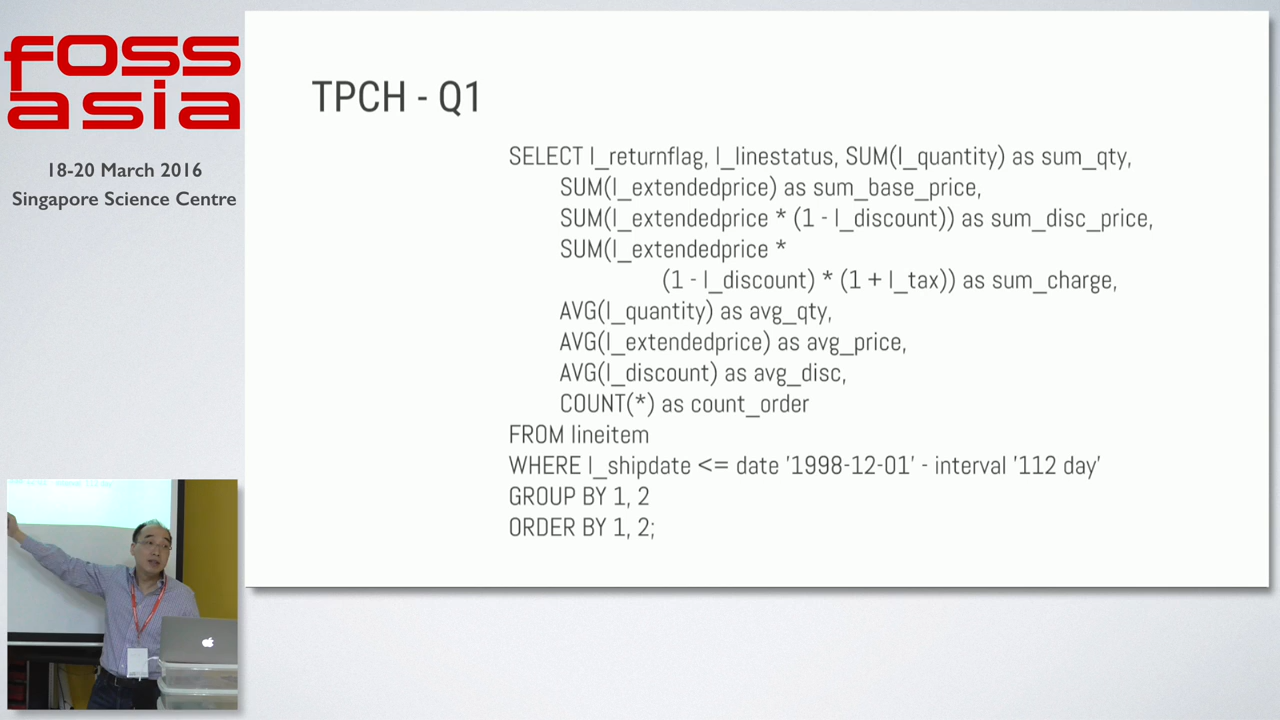 foss
asia
18-20 March 2016
Singapore Science Centre
TPCH - Q1
SELECT l_returnflag, l_linestatus, SUM(l_quantity) as sum_qty,
SUM(l_extendedprice) as sum_base_price,
SUM(l_extendedprice * (1 - l_discount)) as sum_disc_price,
SUM(l_extendedprice *
(1 - l_discount) * (1 + l_tax)) as sum_charge,
AVG(l_quantity) as avg_qty,
AVG(l_extendedprice) as avg_price,
AVG(l_discount) as avg_disc,
COUNT(*) as count_order
FROM lineitem
WHERE l_shipdate <= date '1998-12-01' - interval '112 day'
GROUP BY 1, 2
ORDER BY 1, 2;